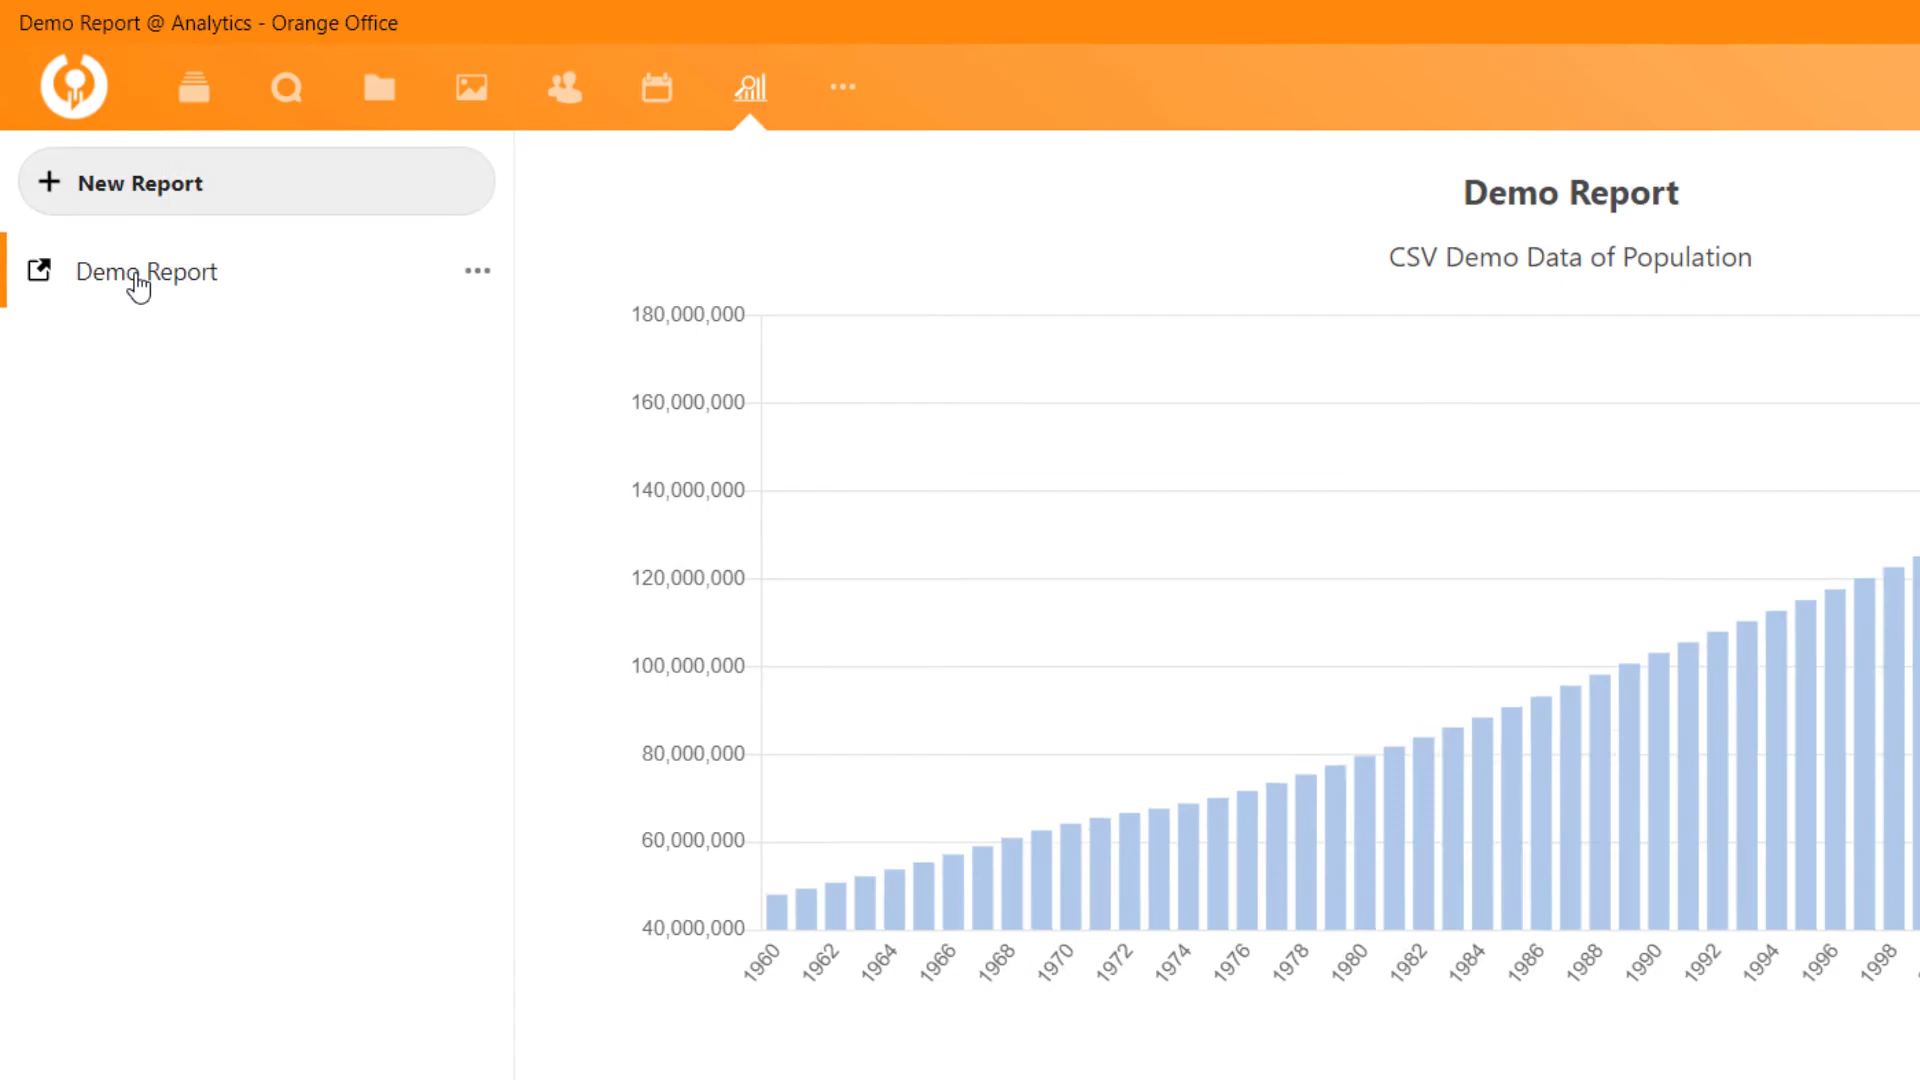 Demo Report @ Analytics - Orange Office
New Report
Demo Report
Demo Report
CSV Demo Data of Population
180,000,000
160,000,000
140,000,000
120,000,000
100,000,000
80,000,000
60,000,000
40,000,000
1960 1962 1964 1966 1968 1970 1972 1974 1976 1978 1980 1982 1984 1986 1988 1990 1992 1994 1996 1998